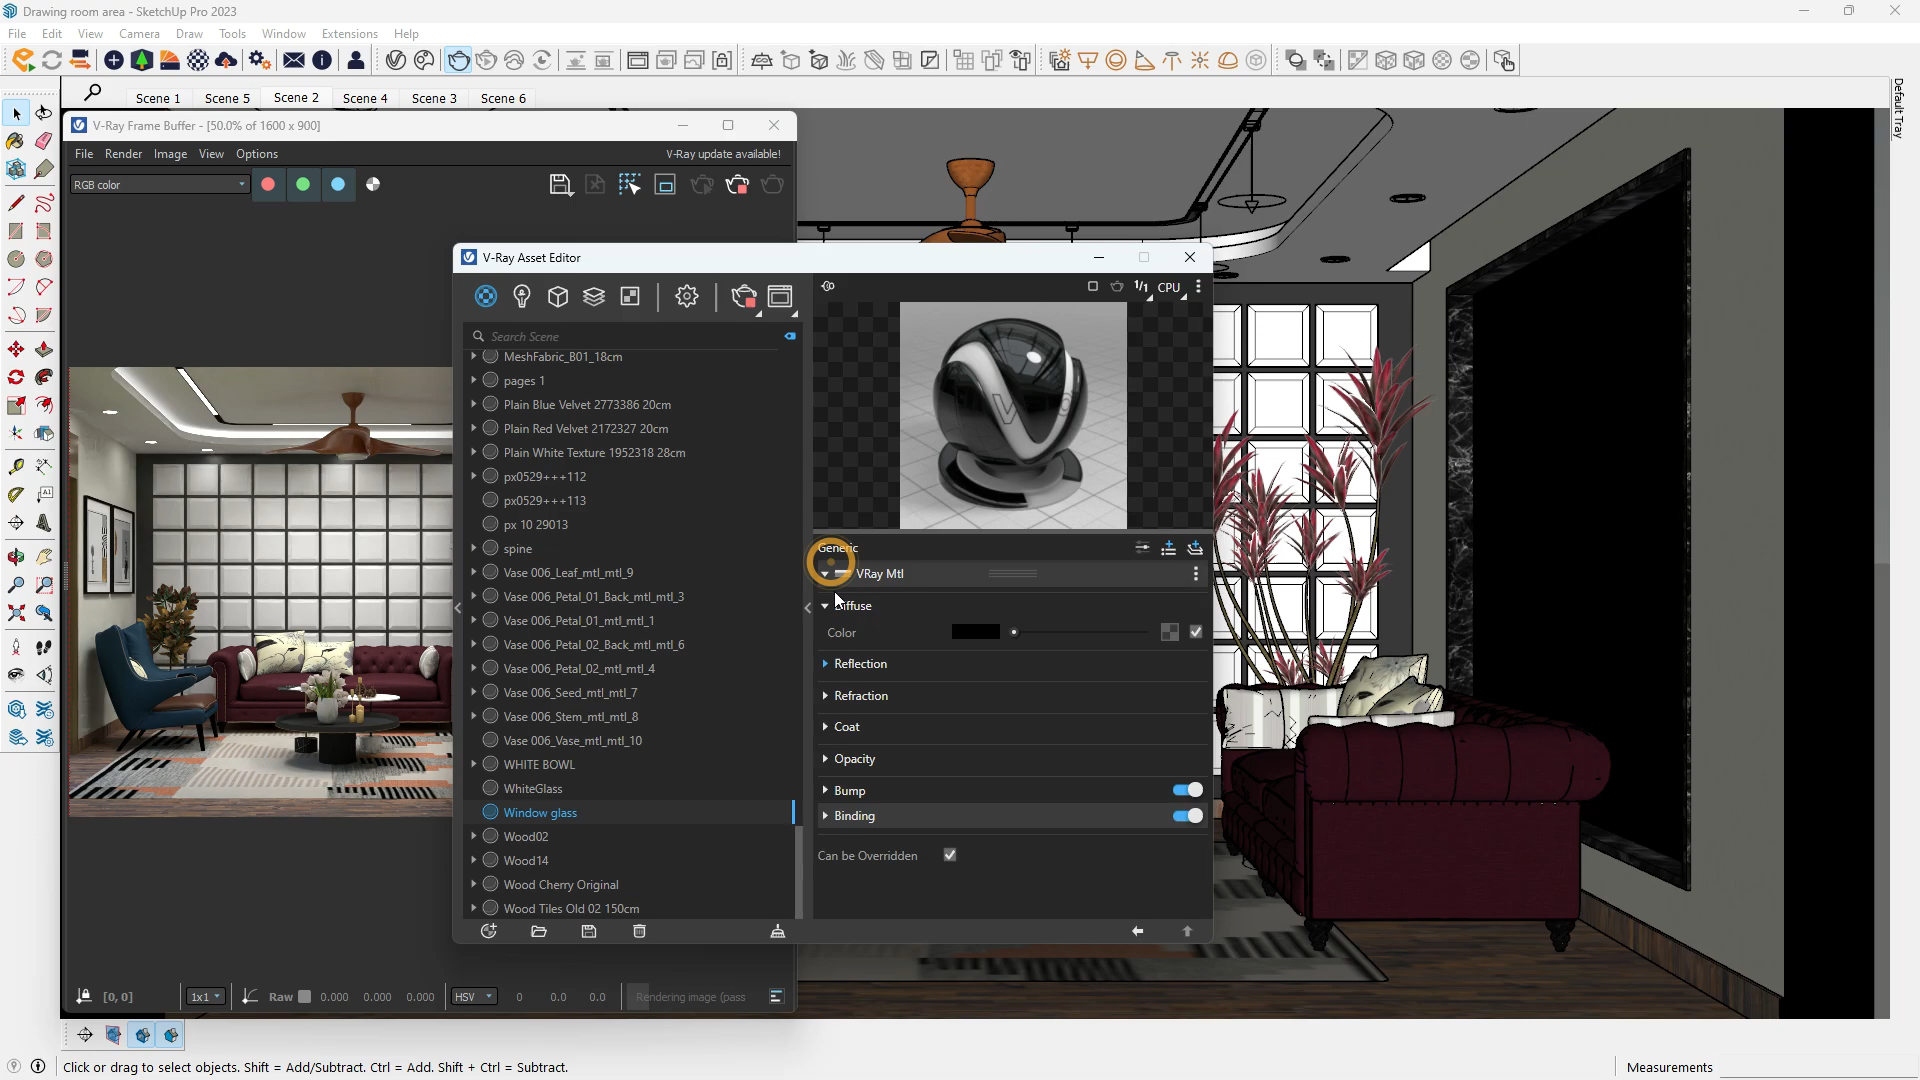 Drawing room area - SketchUp Pro 2023
File Edit View Camera Draw Tools Window Extensions Help
Scene 1 Scene 5 Scene 2 Scene 4 Scene 3 Scene 6
Default Tray
V-Ray Frame Buffer - [50.0% of 1600 x 900]
File Render Image View Options V-Ray update available!
RGB color
V-Ray Asset Editor
1/1 CPU
Search Scene
MeshFabric_B01_18cm
pages 1
Plain Blue Velvet 2773386 20cm
Plain Red Velvet 2172327 20cm
Plain White Texture 1952318 28cm
px0529+++112
px0529+++113
px 10 29013
spine
Vase 006_Leaf_mtl_mtl_9
Vase 006_Petal_01_Back_mtl_mtl_3
Vase 006_Petal_01_mtl_mtl_1
Vase 006_Petal_02_Back_mtl_mtl_6
Vase 006_Petal_02_mtl_mtl_4
Vase 006_Seed_mtl_mtl_7
Vase 006_Stem_mtl_mtl_8
Vase 006_Vase_mtl_mtl_10
WHITE BOWL
WhiteGlass
Window glass
Wood02
Wood14
Wood Cherry Original
Wood Tiles Old 02 150cm
Generic
VRay Mtl
Diffuse
Color
Reflection
Refraction
Coat
Opacity
Bump
Binding
Can be Overridden
[0, 0] 1x1 Raw 0.000 0.000 0.000 HSV 0 0.0 0.0 Rendering image (pass
Click or drag to select objects. Shift = Add/Subtract. Ctrl = Add. Shift + Ctrl = Subtract.
Measurements